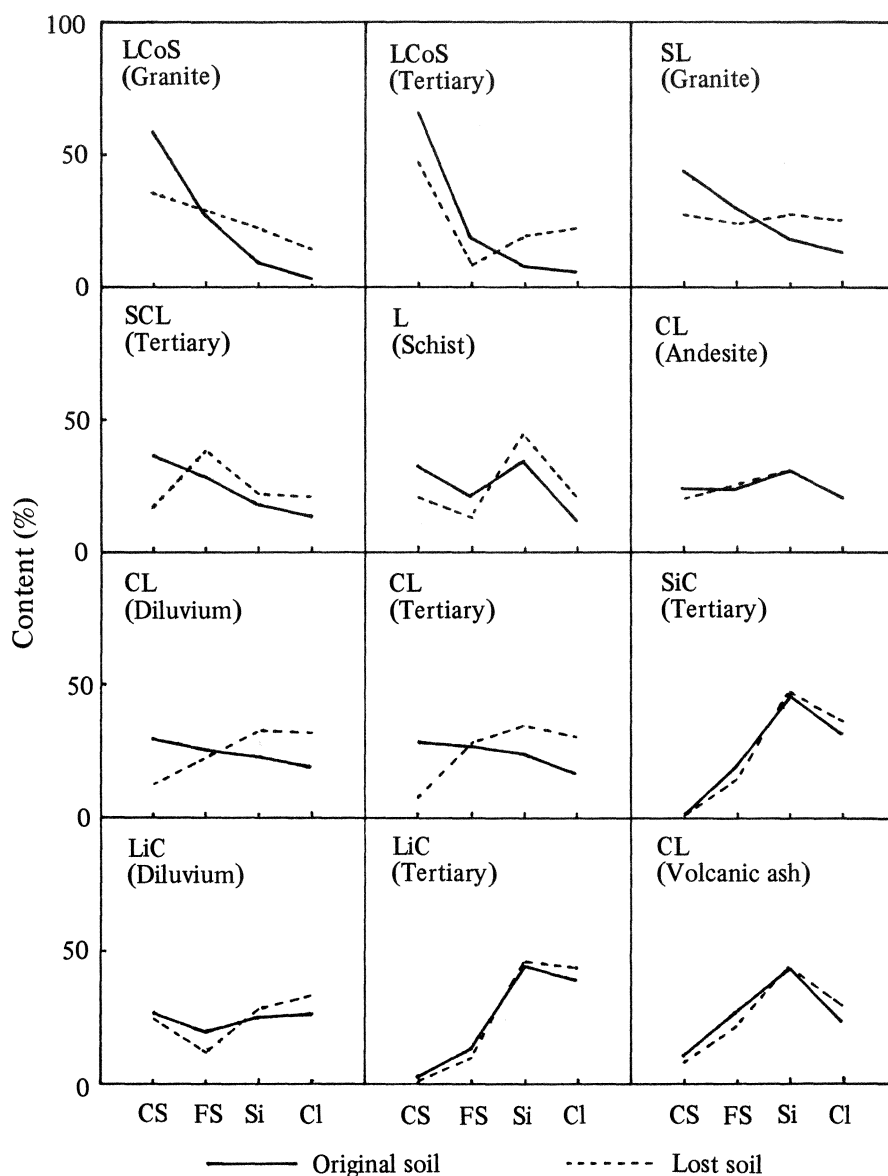 100
LCoS
(Granite)
LCoS
(Tertiary)
SL
(Granite)
50
0
SCL
(Tertiary)
L
(Schist)
CL
(Andesite)
50
0
Content (%)
CL
(Diluvium)
CL
(Tertiary)
SiC
(Tertiary)
50
0
LiC
(Diluvium)
LiC
(Tertiary)
CL
(Volcanic ash)
50
0
CS FS Si Cl CS FS Si Cl CS FS Si Cl
Original soil Lost soil